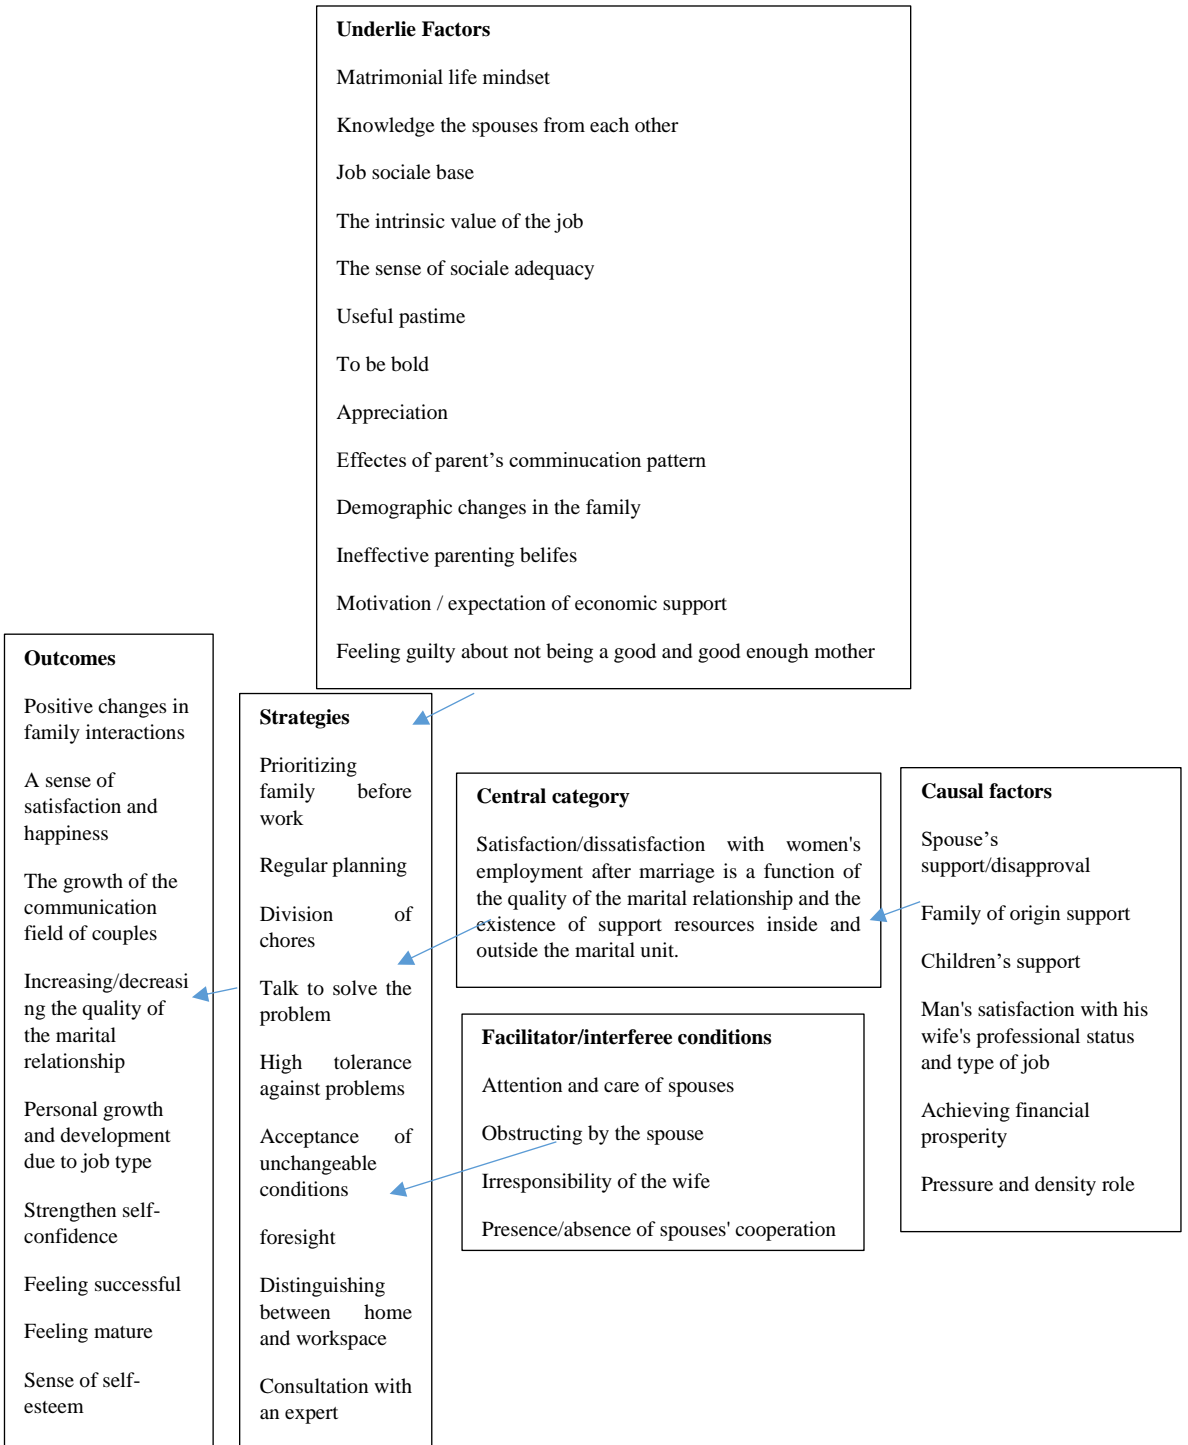 Underlie Factors
Matrimonial life mindset
Knowledge the spouses from each other
Job sociale base
The intrinsic value of the job
The sense of sociale adequacy
Useful pastime
To be bold
Appreciation
Effectes of parent’s comminucation pattern
Demographic changes in the family
Ineffective parenting belifes
Motivation / expectation of economic support
Feeling guilty about not being a good and good enough mother
Outcomes
Positive changes in
family interactions
A sense of
satisfaction and
happiness
The growth of the
communication
field of couples
Increasing/decreasi
ng the quality of
the marital
relationship
Personal growth
and development
due to job type
Strengthen self-
confidence
Feeling successful
Feeling mature
Sense of self-
esteem
Strategies
Prioritizing
family before
work
Regular planning
Division of
chores
Talk to solve the
problem
High tolerance
against problems
Acceptance of
unchangeable
conditions
foresight
Distinguishing
between home
and workspace
Consultation with
an expert
Central category
Satisfaction/dissatisfaction with women's
employment after marriage is a function of
the quality of the marital relationship and the
existence of support resources inside and
outside the marital unit.
Facilitator/interferee conditions
Attention and care of spouses
Obstructing by the spouse
Irresponsibility of the wife
Presence/absence of spouses' cooperation
Causal factors
Spouse’s
support/disapproval
Family of origin support
Children’s support
Man's satisfaction with his
wife's professional status
and type of job
Achieving financial
prosperity
Pressure and density role